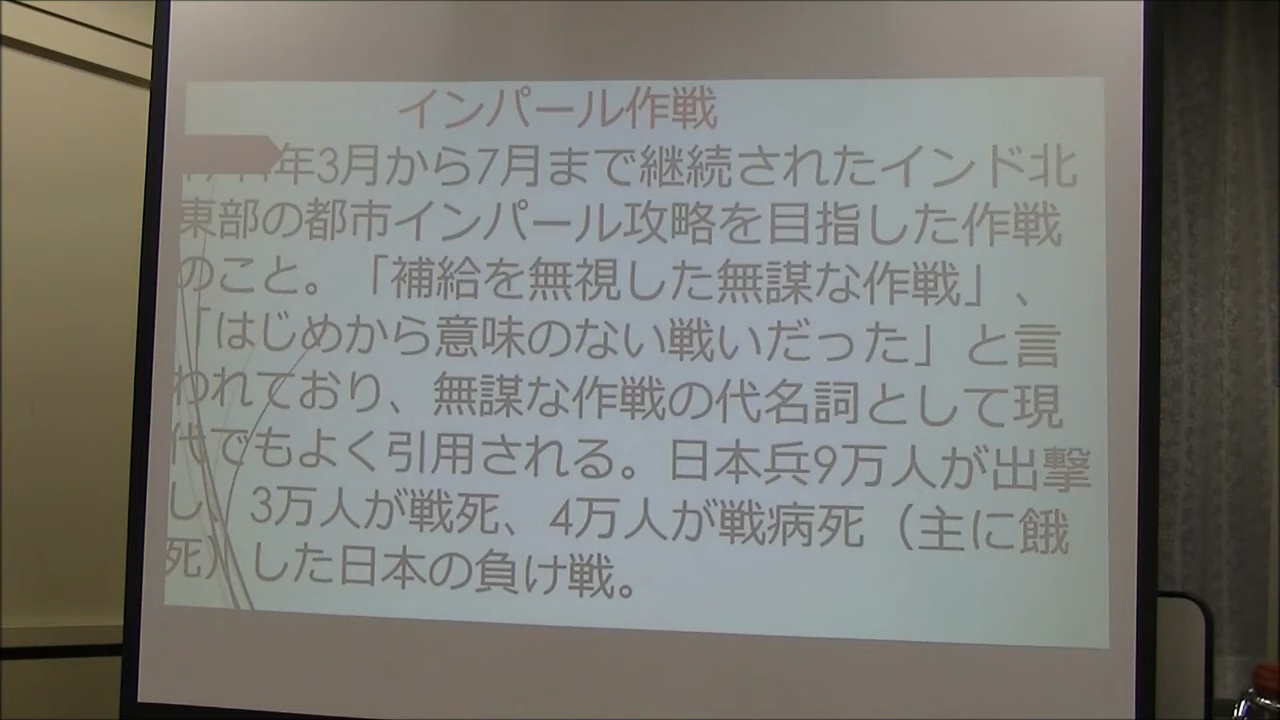 インパール作戦
年3月から7月まで継続されたインド北
東部の都市インパール攻略を目指した作戦
のこと。「補給を無視した無謀な作戦」、
「はじめから意味のない戦いだった」と言
われており、無謀な作戦の代名詞として現
代でもよく引用される。日本兵9万人が出撃
し、3万人が戦死、4万人が戦病死（主に餓
死）した日本の負け戦。